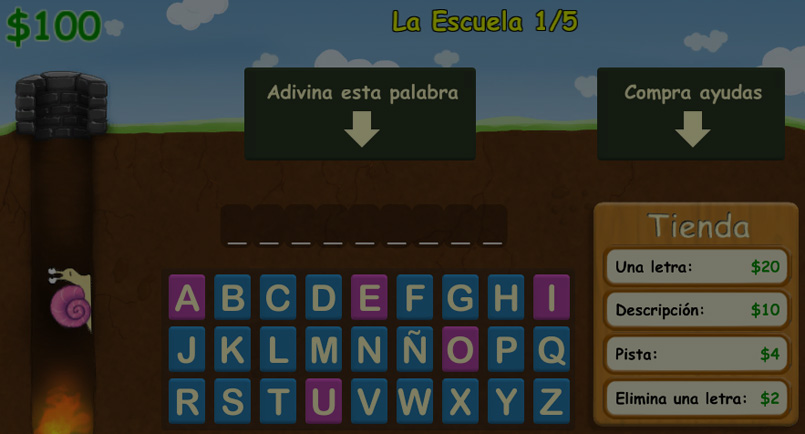 $100
La Escuela 1/5
Adivina esta palabra
Compra ayudas
_ _ _ _ _ _ _ _ _
Tienda
Una letra: $20
Descripción: $10
Pista: $4
Elimina una letra: $2
A B C D E F G H I
J K L M N Ñ O P Q
R S T U V W X Y Z